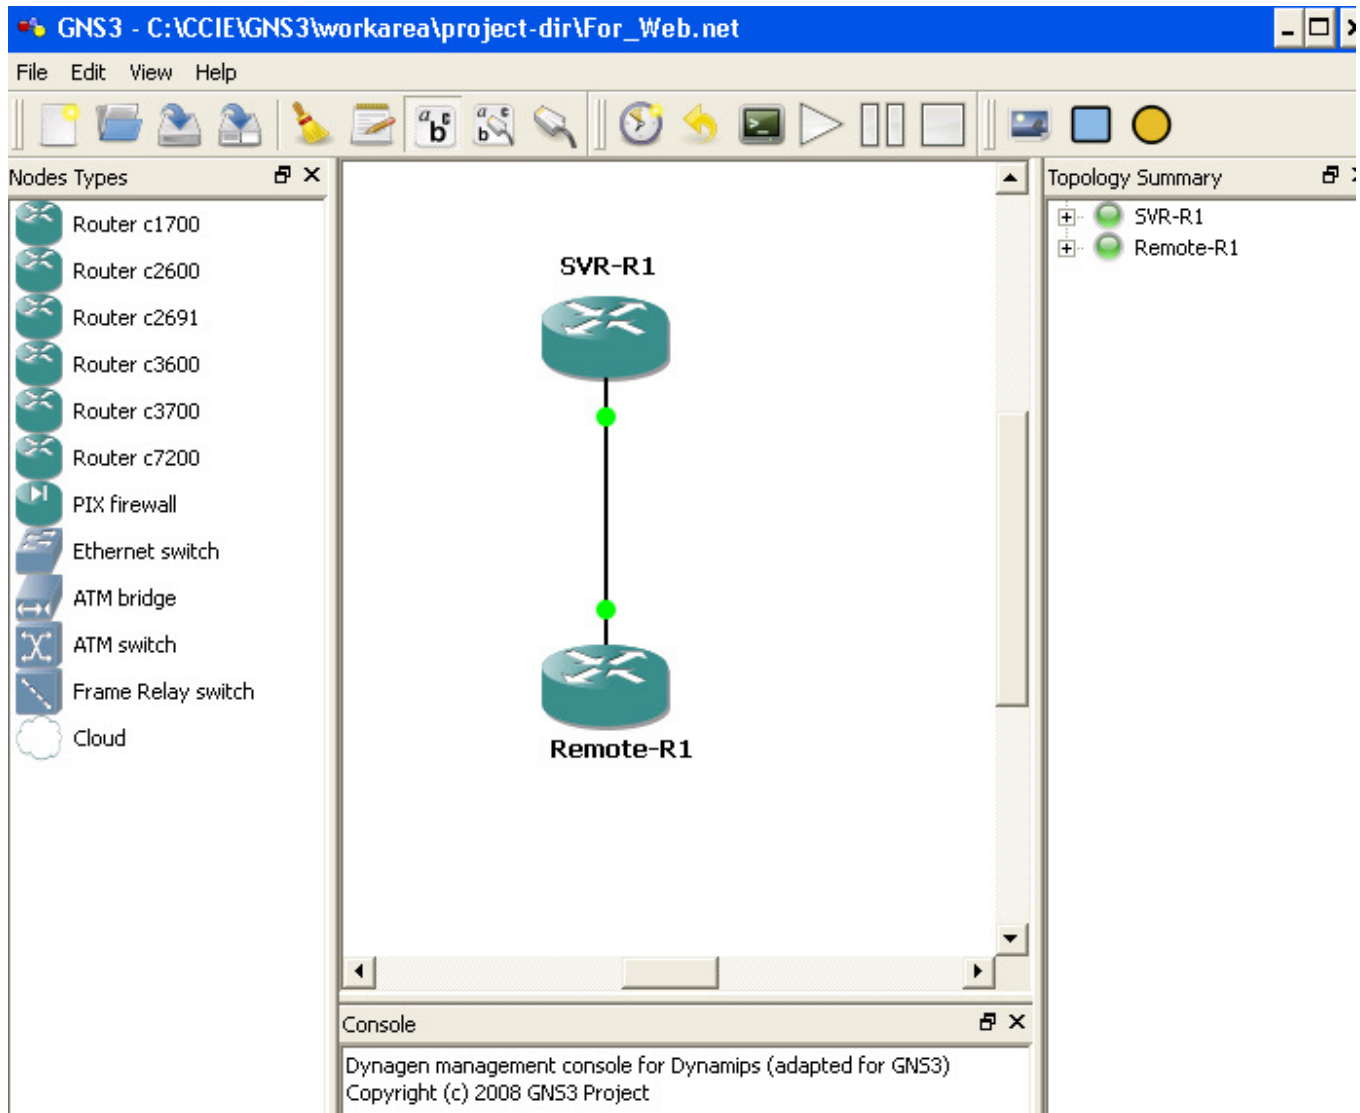 GNS3 - C:\CCIE\GNS3\workarea\project-dir\For_Web.net
File Edit View Help
Nodes Types
Router c1700
Router c2600
Router c2691
Router c3600
Router c3700
Router c7200
PIX firewall
Ethernet switch
ATM bridge
ATM switch
Frame Relay switch
Cloud
SVR-R1
Remote-R1
Topology Summary
SVR-R1
Remote-R1
Console
Dynagen management console for Dynamips (adapted for GNS3)
Copyright (c) 2008 GNS3 Project